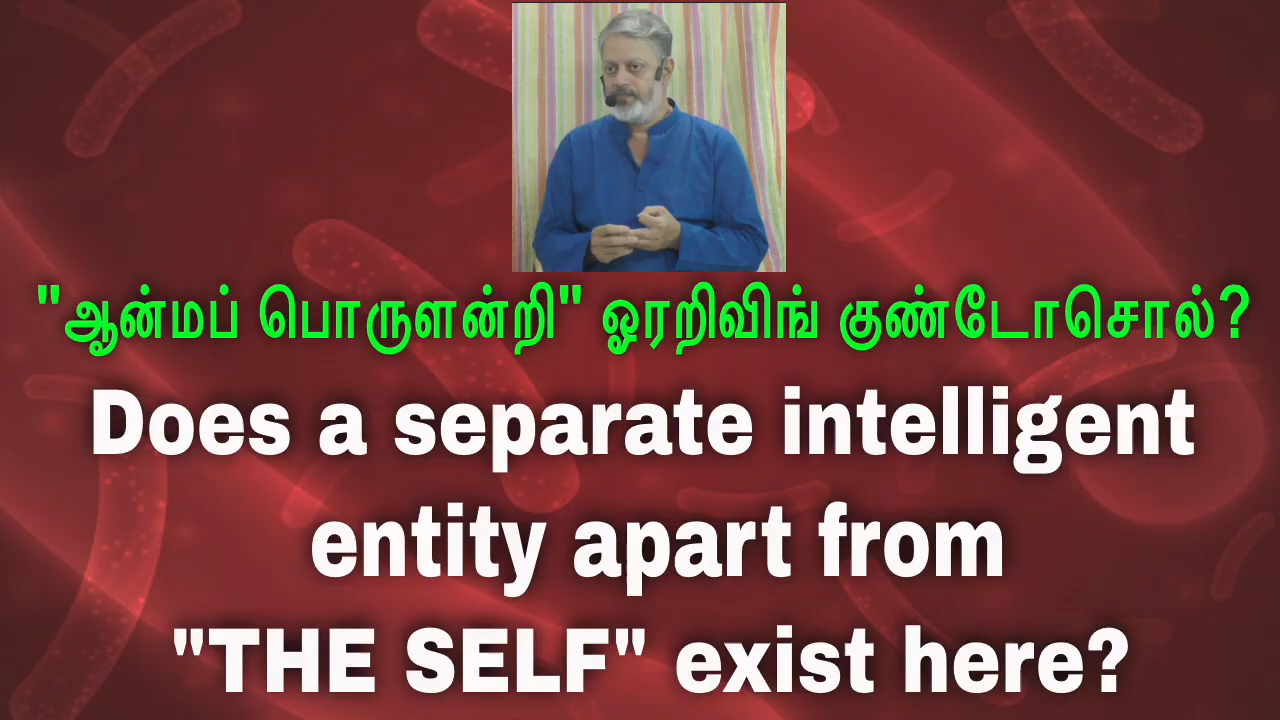 "ஆன்மப் பொருளன்றி" ஓரறிவிங் குண்டோசொல்?
Does a separate intelligent
entity apart from
"THE SELF" exist here?